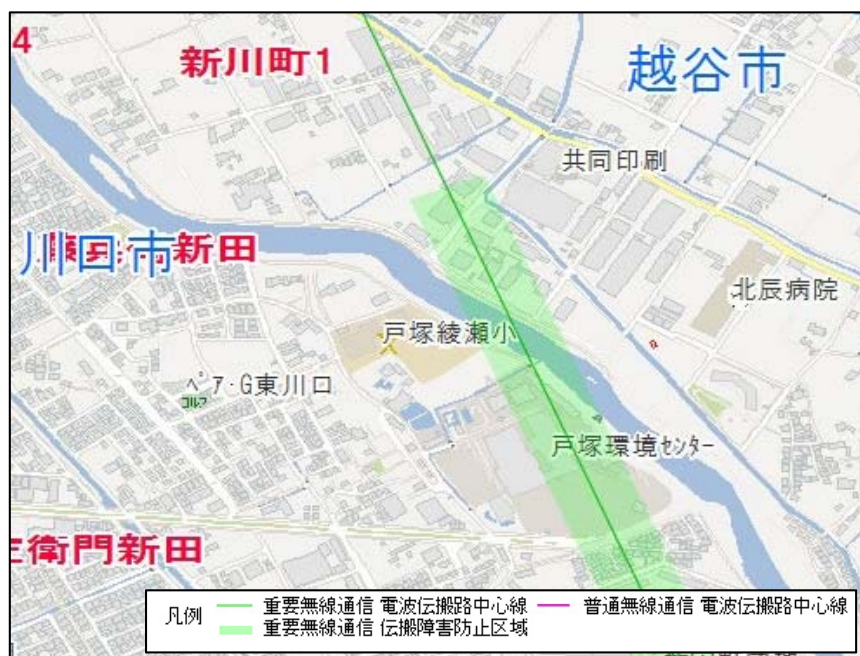 4
新川町1
越谷市
共同印刷
川口市
新田
北辰病院
戸塚綾瀬小
ペア・G東川口
ゴルフ
戸塚環境センター
衛門新田
凡例
重要無線通信 電波伝搬路中心線
普通無線通信 電波伝搬路中心線
重要無線通信 伝搬障害防止区域